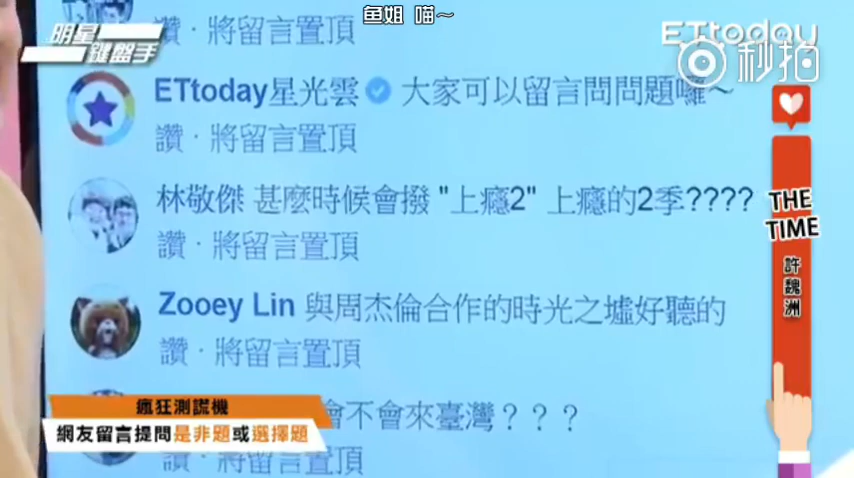 鱼姐 喵～
明星
鍵盤手
ETtoday
秒拍
讚·將留言置頂
ETtoday星光雲 大家可以留言問問題囉～
讚·將留言置頂
林敬傑 甚麼時候會撥 "上癮2" 上癮的2季????
讚·將留言置頂
Zooey Lin 與周杰倫合作的時光之墟好聽的
讚·將留言置頂
會不會來臺灣？？？
讚·將留言置頂
THE
TIME
許魏洲
瘋狂測謊機
網友留言提問是非題或選擇題